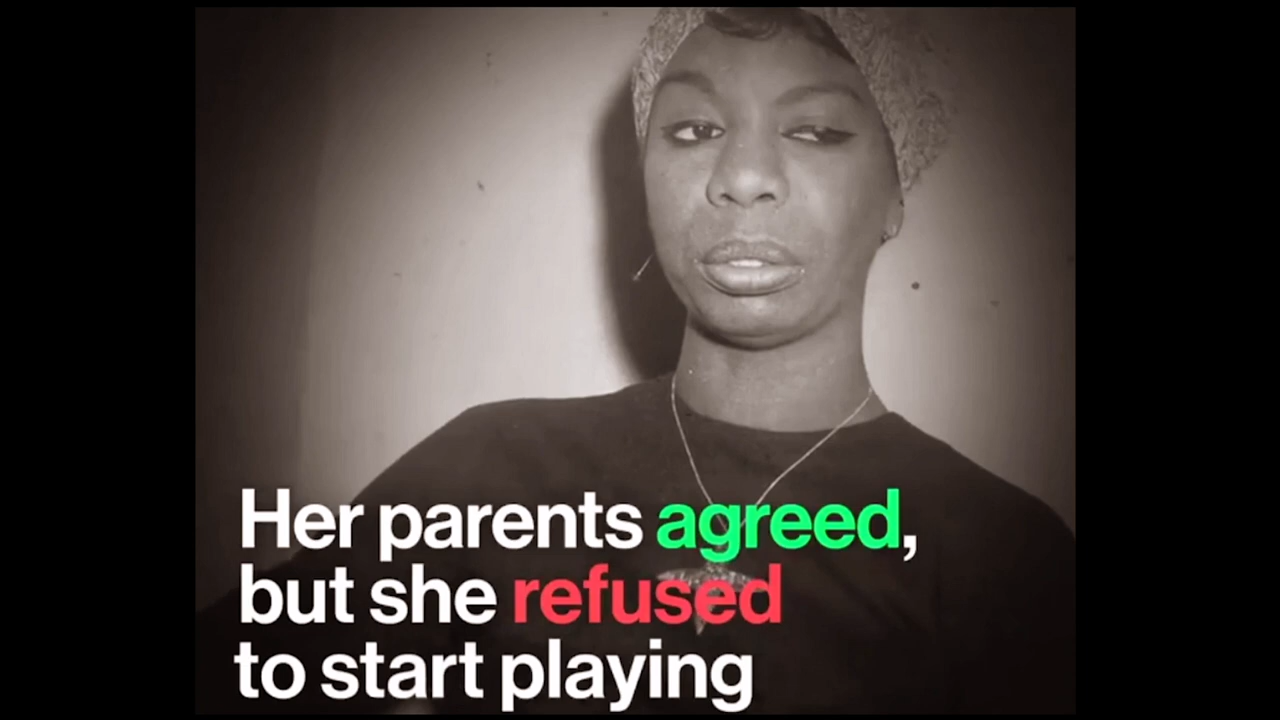 Her parents agreed,
but she refused
to start playing